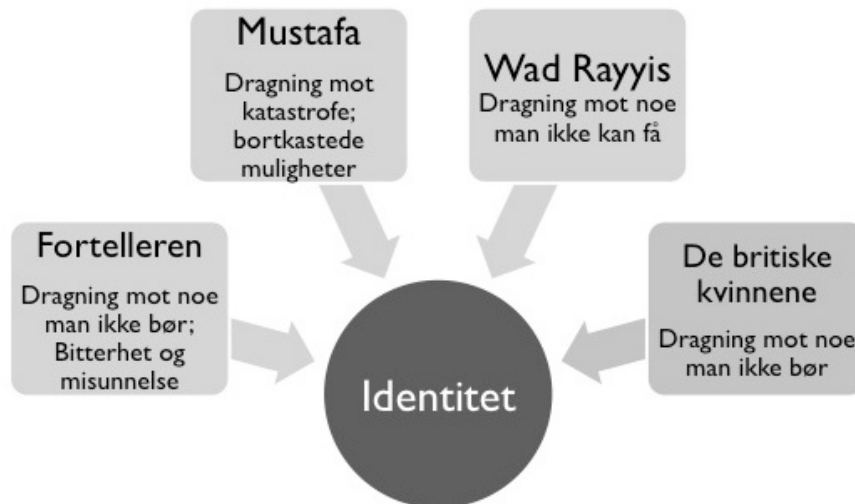 Mustafa
Dragning mot
katastrofe;
bortkastede
muligheter
Wad Rayyis
Dragning mot noe
man ikke kan få
Fortelleren
Dragning mot noe
man ikke bør;
Bitterhet og
misunnelse
De britiske
kvinnene
Dragning mot noe
man ikke bør
Identitet